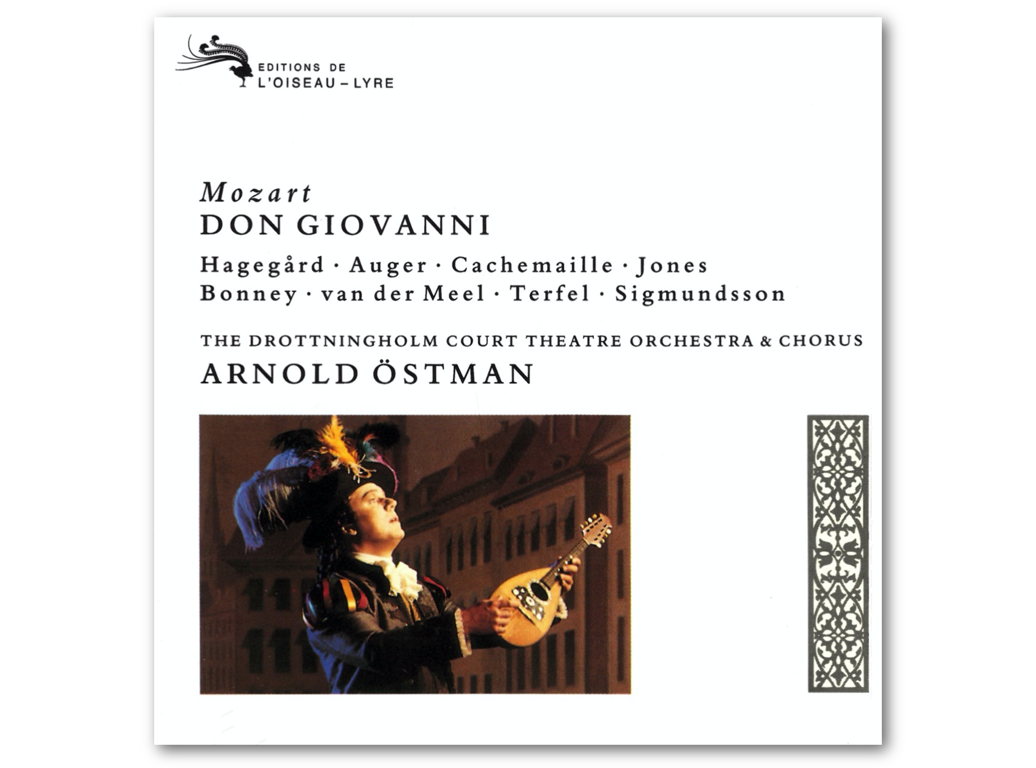 EDITIONS DE
L'OISEAU-LYRE
Mozart
DON GIOVANNI
Hagegård · Auger · Cachemaille · Jones
Bonney · van der Meel · Terfel · Sigmundsson
THE DROTTNINGHOLM COURT THEATRE ORCHESTRA & CHORUS
ARNOLD ÖSTMAN